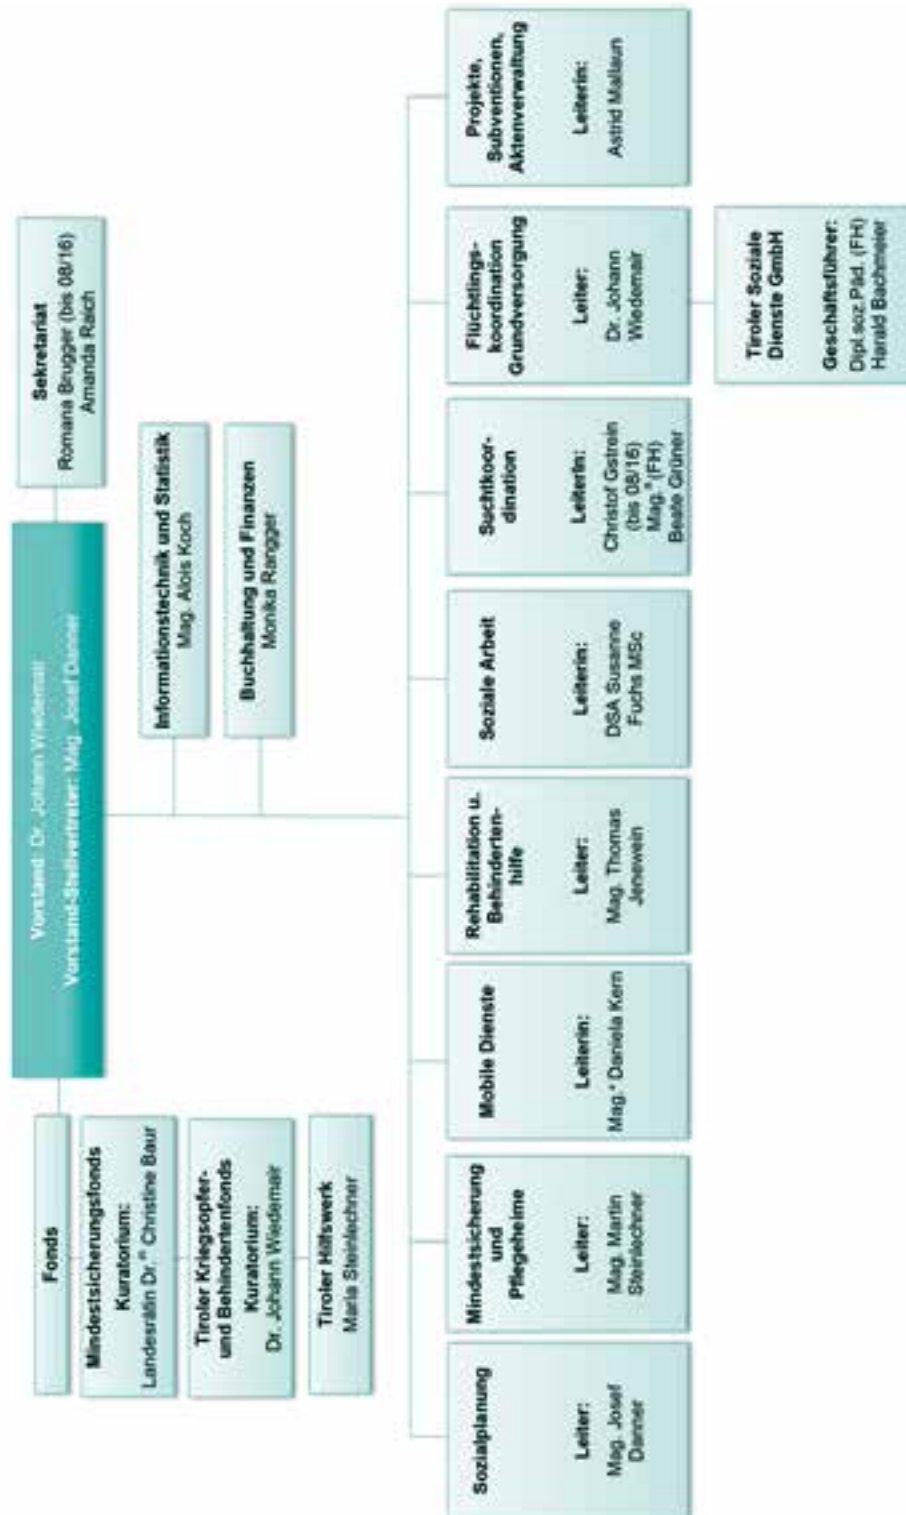 Vorstand: Dr. Johann Wiedemair
Vorstand-Stellvertreter: Mag. Josef Danner
Sekretariat
Romana Brugger (bis 08/16)
Amanda Raich
Fonds
Mindestsicherungsfonds
Kuratorium:
Landesrätin Dr.in Christine Baur
Tiroler Kriegsopfer-
und Behindertenfonds
Kuratorium:
Dr. Johann Wiedemair
Tiroler Hilfswerk
Maria Steinlechner
Informationstechnik und Statistik
Mag. Alois Koch
Buchhaltung und Finanzen
Monika Rangger
Sozialplanung
Leiter:
Mag. Josef
Danner
Mindestsicherung
und
Pflegeheime
Leiter:
Mag. Martin
Steinlechner
Mobile Dienste
Leiterin:
Mag.a Daniela Kern
Rehabilitation u.
Behinderten-
hilfe
Leiter:
Mag. Thomas
Jenewein
Soziale Arbeit
Leiterin:
DSA Susanne
Fuchs MSc
Suchtkoor-
dination
LeiterIn:
Christof Gstrein
(bis 08/16)
Mag.a (FH)
Beate Grüner
Flüchtlings-
koordination
Grundversorgung
Leiter:
Dr. Johann
Wiedemair
Projekte,
Subventionen,
Aktenverwaltung
Leiterin:
Astrid Mallaun
Tiroler Soziale
Dienste GmbH
Geschäftsführer:
Dipl.soz.Päd. (FH)
Harald Bachmeier